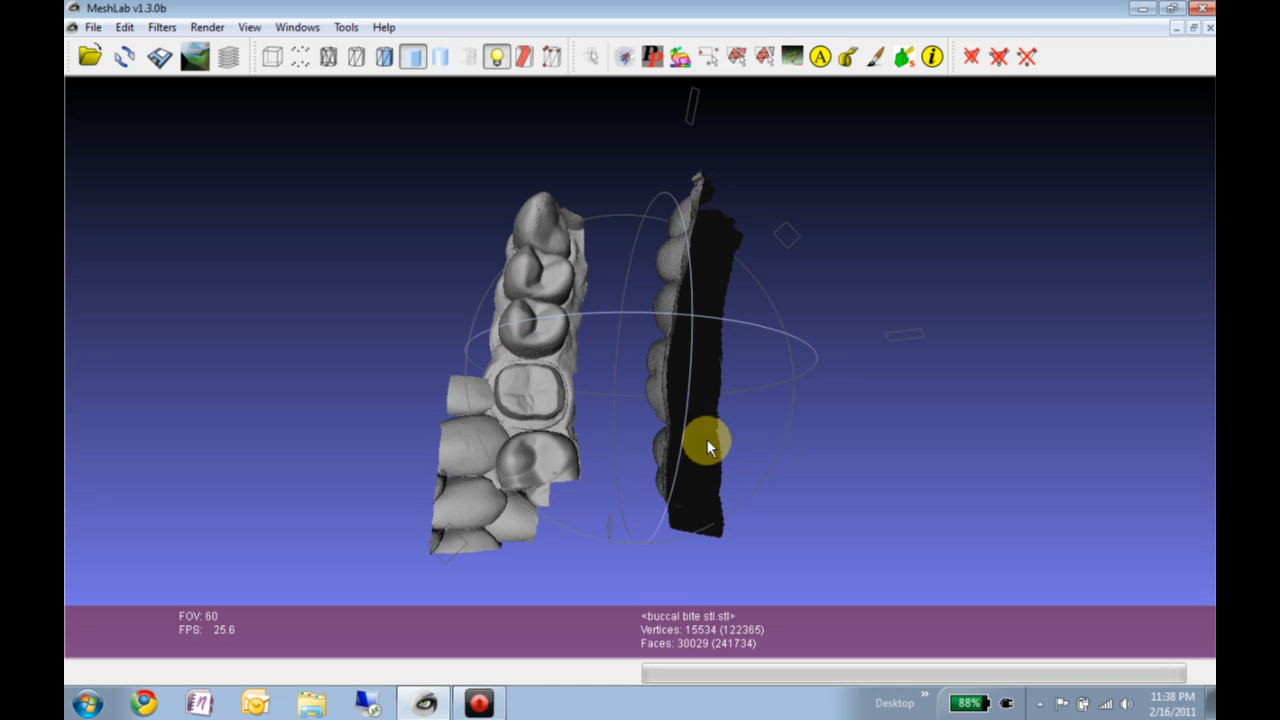 MeshLab v1.3.0b
File Edit Filters Render View Windows Tools Help
A
i
FOV: 60
FPS: 25.6
<buccal bite stl.stl>
Vertices: 15534 (122365)
Faces: 30029 (241734)
Desktop
88%
11:38 PM
2/16/2011